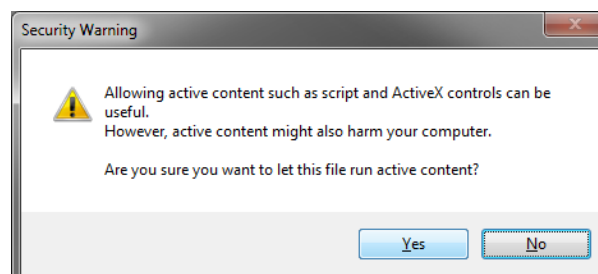 Security Warning
Allowing active content such as script and ActiveX controls can be
useful.
However, active content might also harm your computer.
Are you sure you want to let this file run active content?
Yes
No